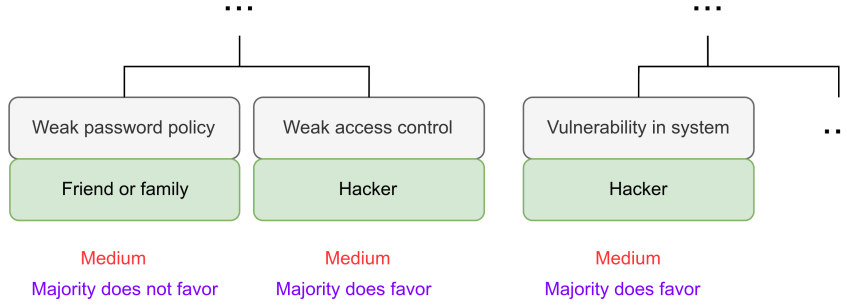 ... ...
Weak password policy Weak access control Vulnerability in system ..
Friend or family Hacker Hacker
Medium Medium Medium
Majority does not favor Majority does favor Majority does favor